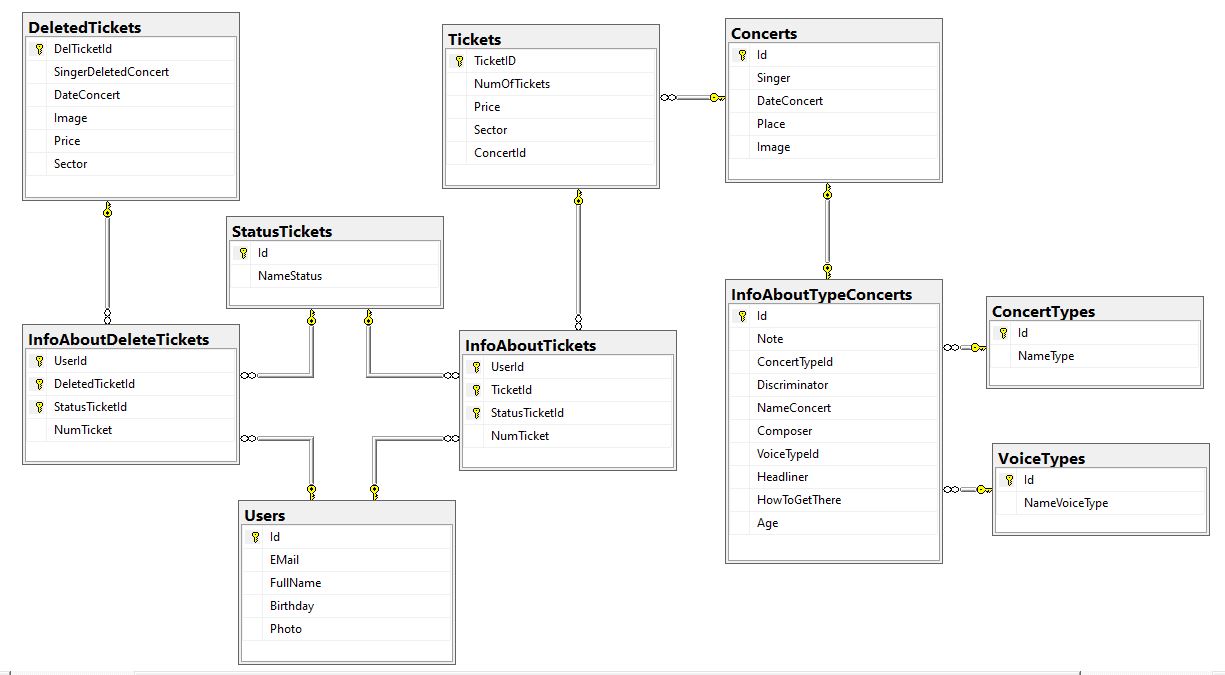 DeletedTickets
DelTicketId
SingerDeletedConcert
DateConcert
Image
Price
Sector
Tickets
TicketID
NumOfTickets
Price
Sector
ConcertId
Concerts
Id
Singer
DateConcert
Place
Image
StatusTickets
Id
NameStatus
InfoAboutDeleteTickets
UserId
DeletedTicketId
StatusTicketId
NumTicket
InfoAboutTickets
UserId
TicketId
StatusTicketId
NumTicket
InfoAboutTypeConcerts
Id
Note
ConcertTypeId
Discriminator
NameConcert
Composer
VoiceTypeId
Headliner
HowToGetThere
Age
ConcertTypes
Id
NameType
VoiceTypes
Id
NameVoiceType
Users
Id
EMail
FullName
Birthday
Photo